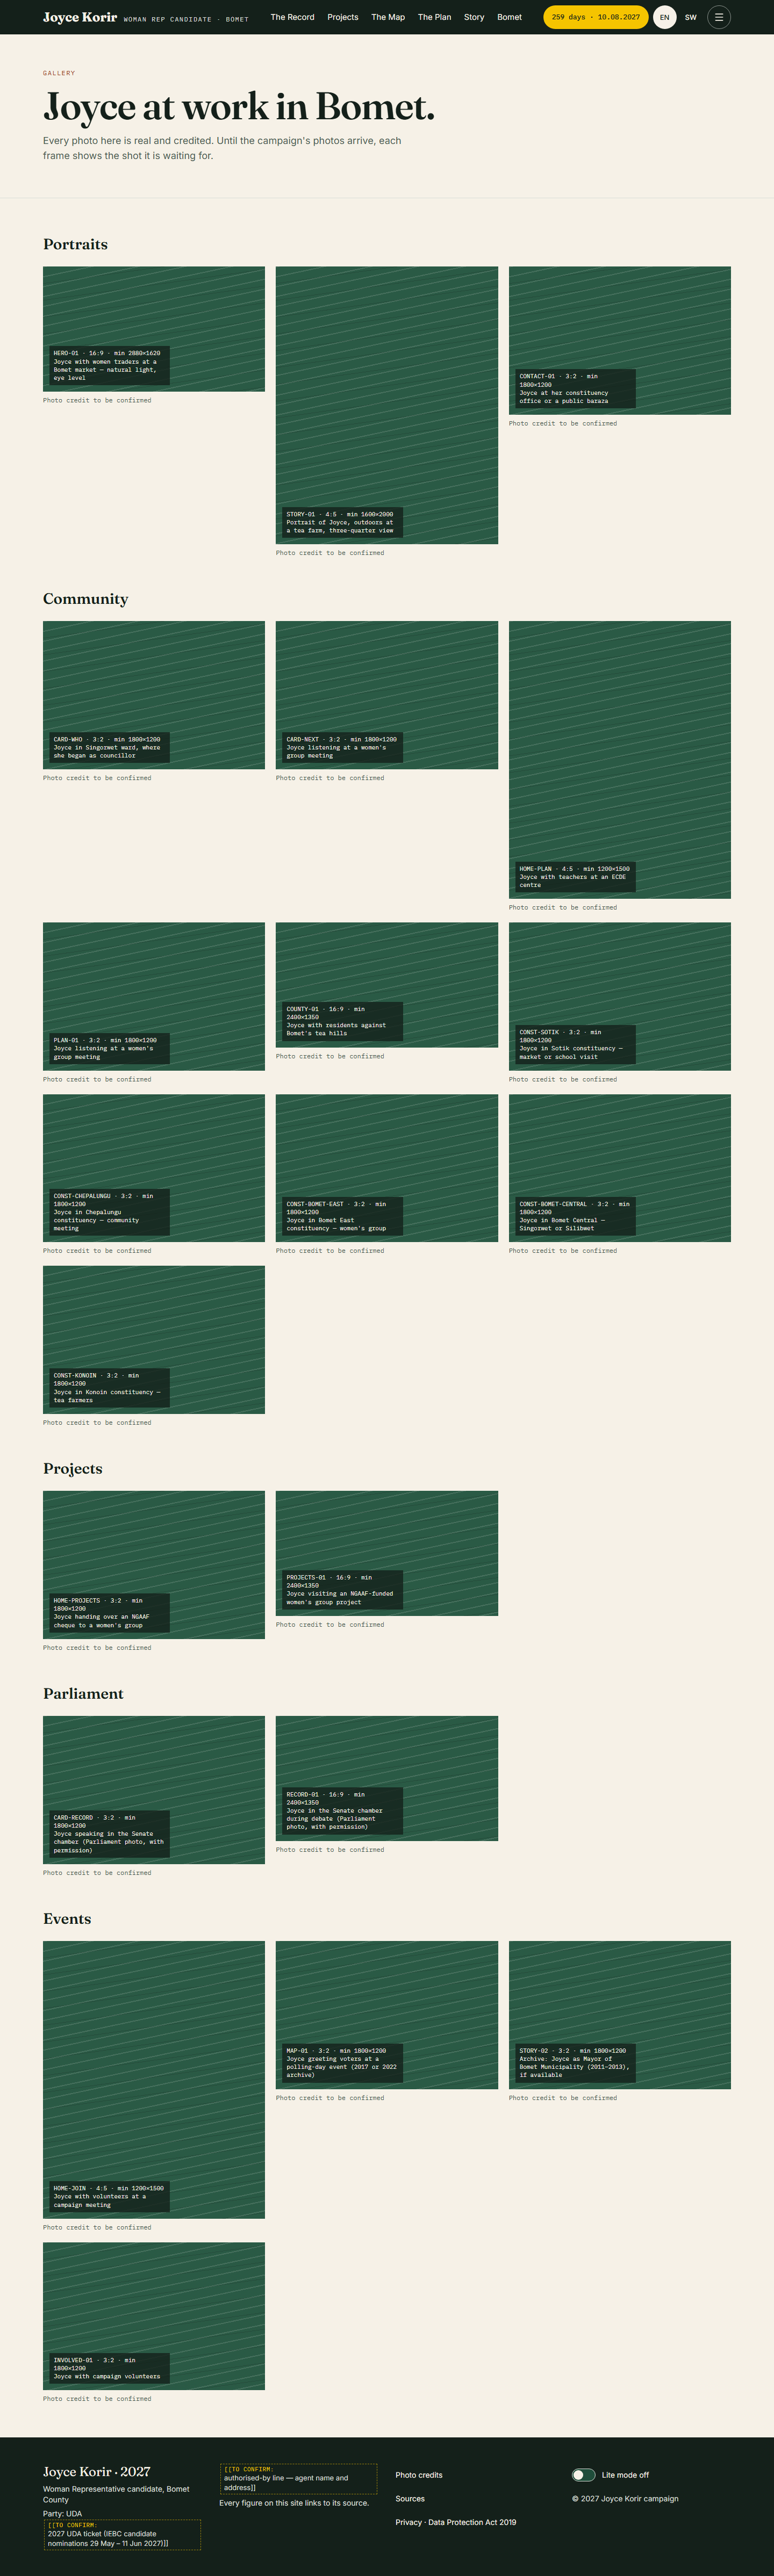 Joyce Korir WOMAN REP CANDIDATE · BOMET The Record Projects The Map The Plan Story Bomet 259 days · 10.08.2027 EN SW
GALLERY
Joyce at work in Bomet.
Every photo here is real and credited. Until the campaign's photos arrive, each
frame shows the shot it is waiting for.
Portraits
HERO-01 · 16:9 · min 2880×1620
Joyce with women traders at a
Bomet market — natural light,
eye level
Photo credit to be confirmed
STORY-01 · 4:5 · min 1600×2000
Portrait of Joyce, outdoors at
a tea farm, three-quarter view
Photo credit to be confirmed
CONTACT-01 · 3:2 · min
1800×1200
Joyce at her constituency
office or a public baraza
Photo credit to be confirmed
Community
CARD-WHO · 3:2 · min 1800×1200
Joyce in Singorwet ward, where
she began as councillor
Photo credit to be confirmed
CARD-NEXT · 3:2 · min 1800×1200
Joyce listening at a women's
group meeting
Photo credit to be confirmed
HOME-PLAN · 4:5 · min 1200×1500
Joyce with teachers at an ECDE
centre
Photo credit to be confirmed
PLAN-01 · 3:2 · min 1800×1200
Joyce listening at a women's
group meeting
Photo credit to be confirmed
COUNTY-01 · 16:9 · min
2400×1350
Joyce with residents against
Bomet's tea hills
Photo credit to be confirmed
CONST-SOTIK · 3:2 · min
1800×1200
Joyce in Sotik constituency —
market or school visit
Photo credit to be confirmed
CONST-CHEPALUNGU · 3:2 · min
1800×1200
Joyce in Chepalungu
constituency — community
meeting
Photo credit to be confirmed
CONST-BOMET-EAST · 3:2 · min
1800×1200
Joyce in Bomet East
constituency — women's group
Photo credit to be confirmed
CONST-BOMET-CENTRAL · 3:2 · min
1800×1200
Joyce in Bomet Central —
Singorwet or Silibwet
Photo credit to be confirmed
CONST-KONOIN · 3:2 · min
1800×1200
Joyce in Konoin constituency —
tea farmers
Photo credit to be confirmed
Projects
HOME-PROJECTS · 3:2 · min
1800×1200
Joyce handing over an NGAAF
cheque to a women's group
Photo credit to be confirmed
PROJECTS-01 · 16:9 · min
2400×1350
Joyce visiting an NGAAF-funded
women's group project
Photo credit to be confirmed
Parliament
CARD-RECORD · 3:2 · min
1800×1200
Joyce speaking in the Senate
chamber (Parliament photo, with
permission)
Photo credit to be confirmed
RECORD-01 · 16:9 · min
2400×1350
Joyce in the Senate chamber
during debate (Parliament
photo, with permission)
Photo credit to be confirmed
Events
HOME-JOIN · 4:5 · min 1200×1500
Joyce with volunteers at a
campaign meeting
Photo credit to be confirmed
MAP-01 · 3:2 · min 1800×1200
Joyce greeting voters at a
polling-day event (2017 or 2022
archive)
Photo credit to be confirmed
STORY-02 · 3:2 · min 1800×1200
Archive: Joyce as Mayor of
Bomet Municipality (2011–2013),
if available
Photo credit to be confirmed
INVOLVED-01 · 3:2 · min
1800×1200
Joyce with campaign volunteers
Photo credit to be confirmed
Joyce Korir · 2027
Woman Representative candidate, Bomet
County
Party: UDA
[[TO CONFIRM:
2027 UDA ticket (IEBC candidate
nominations 29 May – 11 Jun 2027)]]
[[TO CONFIRM:
authorised-by line — agent name and
address]]
Every figure on this site links to its source.
Photo credits
Sources
Privacy · Data Protection Act 2019
Lite mode off
© 2027 Joyce Korir campaign